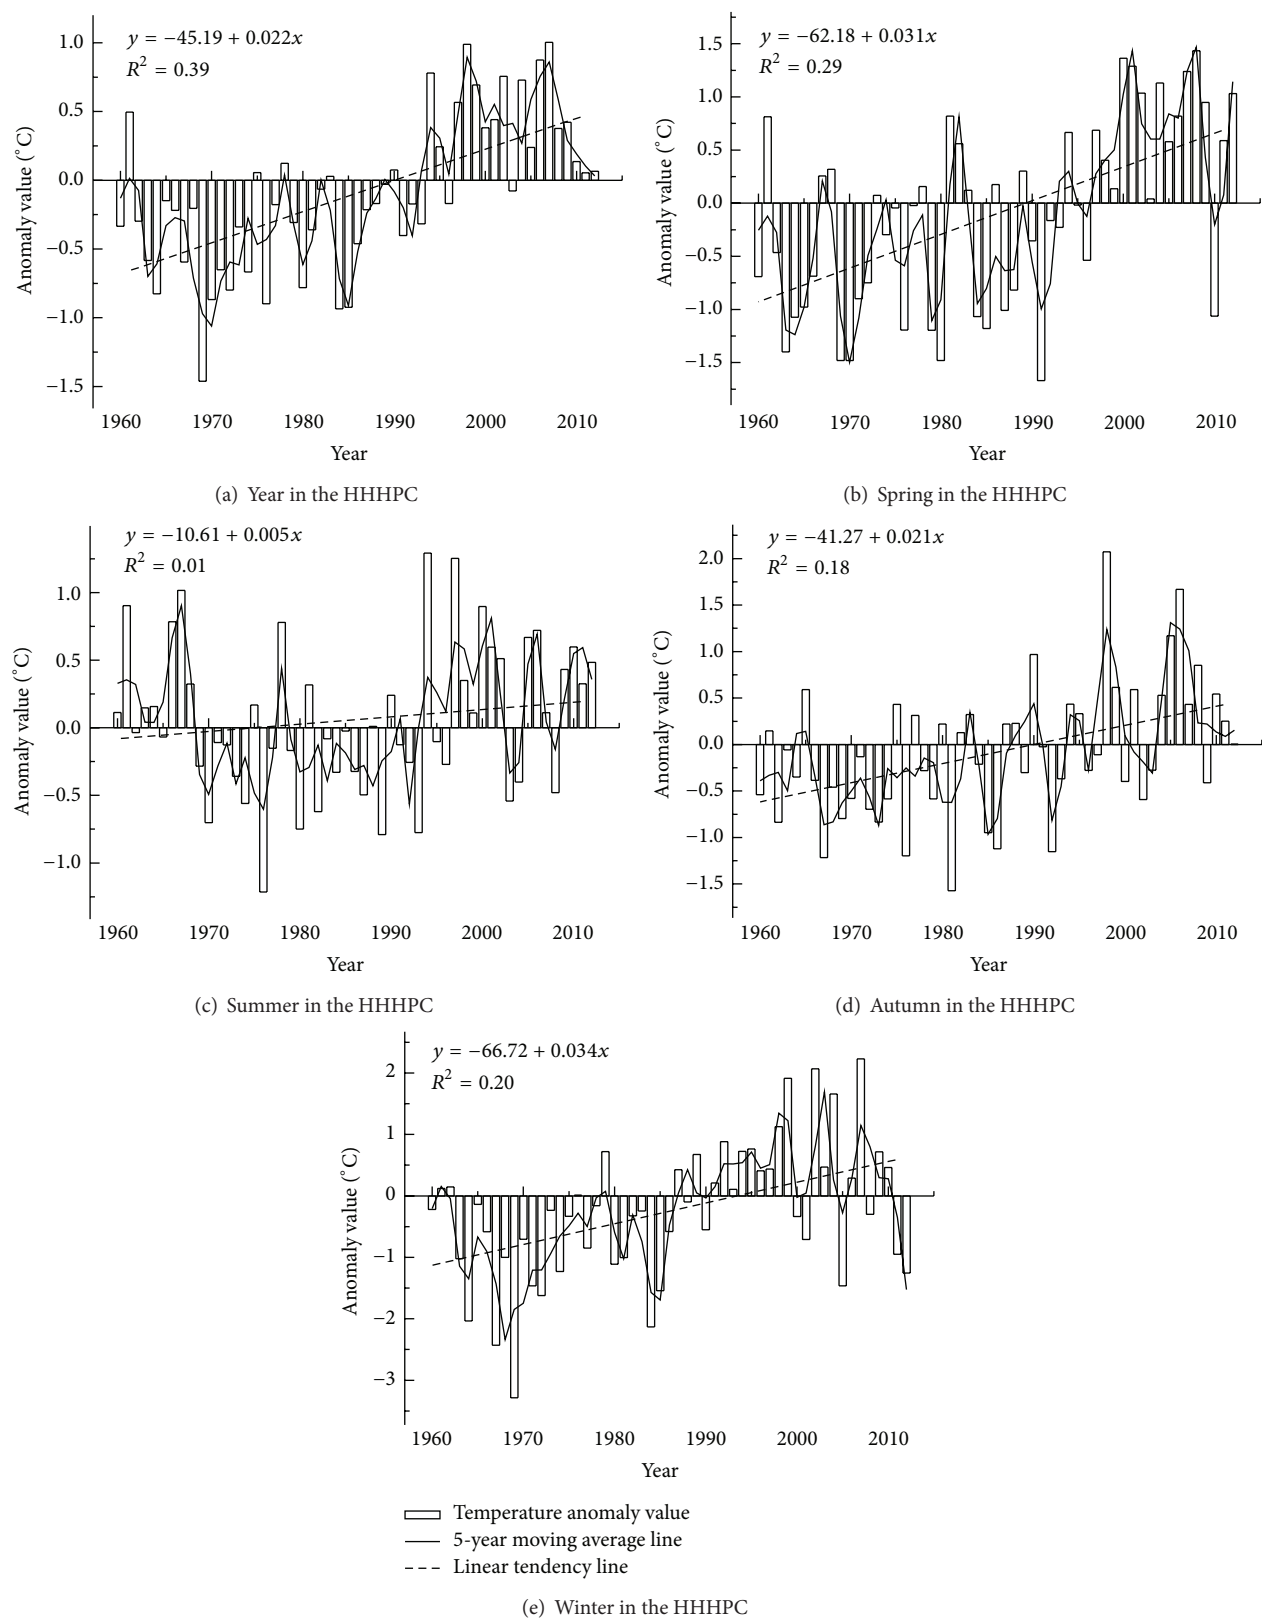 y = −45.19 + 0.022x
R² = 0.39
1.0
0.5
0.0
−0.5
−1.0
−1.5
Anomaly value (°C)
1960 1970 1980 1990 2000 2010
Year
(a) Year in the HHHPC
y = −62.18 + 0.031x
R² = 0.29
1.5
1.0
0.5
0.0
−0.5
−1.0
−1.5
Anomaly value (°C)
1960 1970 1980 1990 2000 2010
Year
(b) Spring in the HHHPC
y = −10.61 + 0.005x
R² = 0.01
1.0
0.5
0.0
−0.5
−1.0
Anomaly value (°C)
1960 1970 1980 1990 2000 2010
Year
(c) Summer in the HHHPC
y = −41.27 + 0.021x
R² = 0.18
2.0
1.5
1.0
0.5
0.0
−0.5
−1.0
−1.5
Anomaly value (°C)
1960 1970 1980 1990 2000 2010
Year
(d) Autumn in the HHHPC
y = −66.72 + 0.034x
R² = 0.20
2
1
0
−1
−2
−3
Anomaly value (°C)
1960 1970 1980 1990 2000 2010
Year
Temperature anomaly value
5-year moving average line
Linear tendency line
(e) Winter in the HHHPC